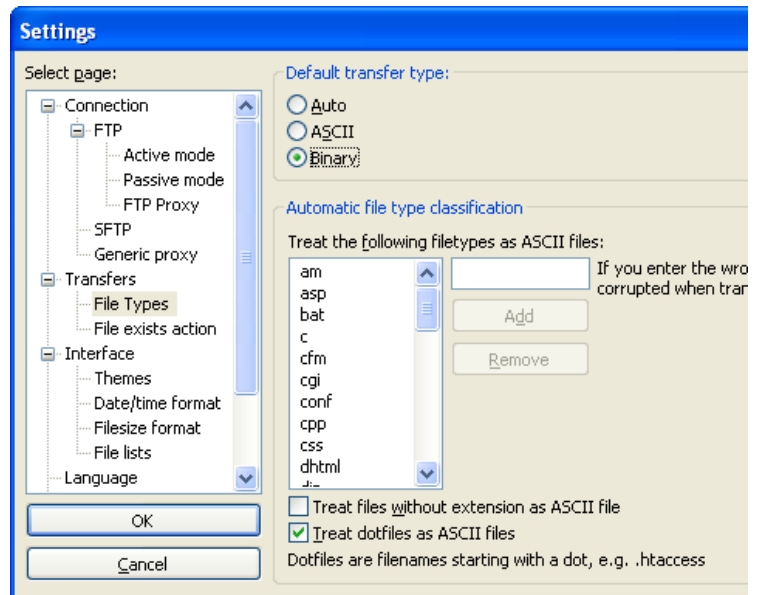 Settings
Select page:
Connection
FTP
Active mode
Passive mode
FTP Proxy
SFTP
Generic proxy
Transfers
File Types
File exists action
Interface
Themes
Date/time format
Filesize format
File lists
Language
OK
Cancel
Default transfer type:
Auto
ASCII
Binary
Automatic file type classification
Treat the following filetypes as ASCII files:
am
asp
bat
c
cfm
cgi
conf
cpp
css
dhtml
If you enter the wro
corrupted when tran
Add
Remove
Treat files without extension as ASCII file
Treat dotfiles as ASCII files
Dotfiles are filenames starting with a dot, e.g. .htaccess